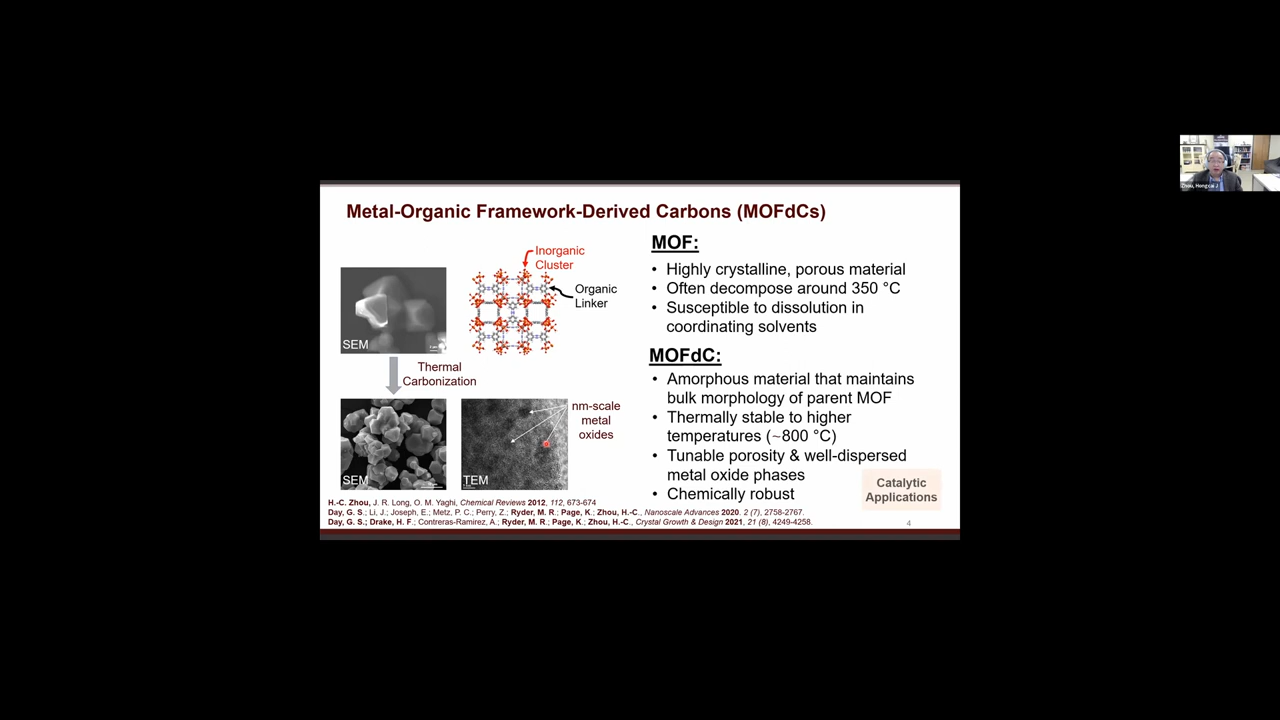 Metal-Organic Framework-Derived Carbons (MOFdCs)
Inorganic
Cluster
Organic
Linker
SEM
Thermal
Carbonization
SEM
TEM
nm-scale
metal
oxides
MOF:
• Highly crystalline, porous material
• Often decompose around 350 °C
• Susceptible to dissolution in
coordinating solvents
MOFdC:
• Amorphous material that maintains
bulk morphology of parent MOF
• Thermally stable to higher
temperatures (~800 °C)
• Tunable porosity & well-dispersed
metal oxide phases
• Chemically robust
Catalytic
Applications
H.-C. Zhou, J. R. Long, O. M. Yaghi, Chemical Reviews 2012, 112, 673-674
Day, G. S.; Li, J.; Joseph, E.; Metz, P. C.; Perry, Z.; Ryder, M. R.; Page, K.; Zhou, H.-C., Nanoscale Advances 2020. 2 (7), 2758-2767.
Day, G. S.; Drake, H. F.; Contreras-Ramirez, A.; Ryder, M. R.; Page, K.; Zhou, H.-C., Crystal Growth & Design 2021, 21 (8), 4249-4258.
4
Zhou, Hongcai J